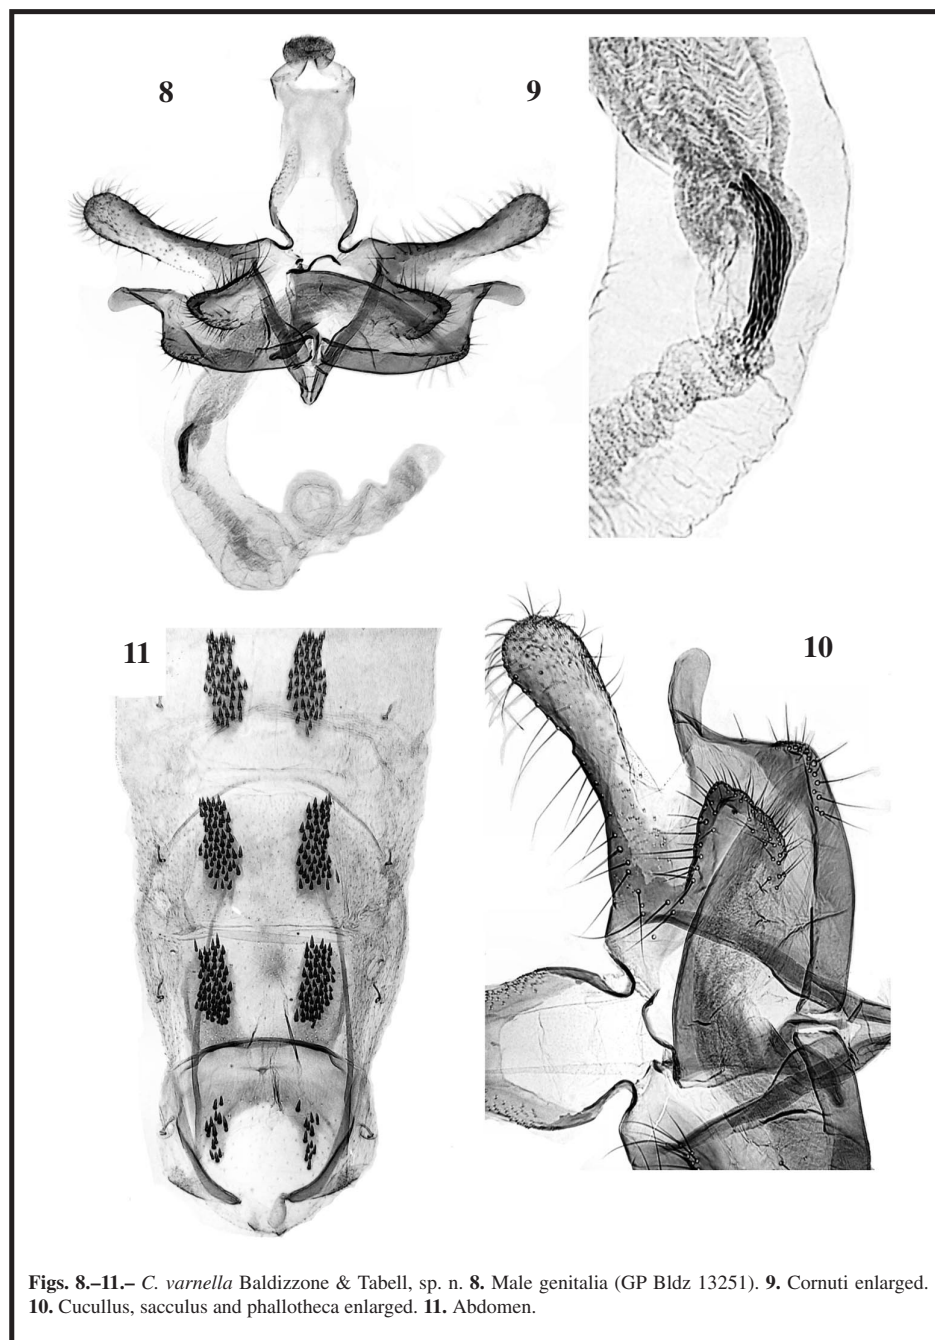 8
9
11
10
Figs. 8.–11.– C. varnella Baldizzone & Tabell, sp. n. 8. Male genitalia (GP Bldz 13251). 9. Cornuti enlarged.
10. Cucullus, sacculus and phallotheca enlarged. 11. Abdomen.